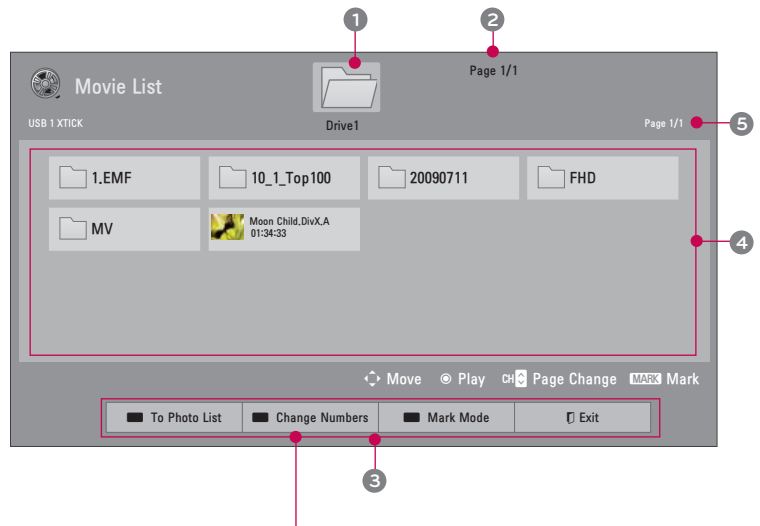 1
2
Page 1/1
Movie List
USB 1 XTICK
Drive1
Page 1/1
5
1.EMF
10_1_Top100
20090711
FHD
MV
Moon Child.DivX.A
01:34:33
4
Move
Play
CH Page Change
MARK Mark
To Photo List
Change Numbers
Mark Mode
Exit
3